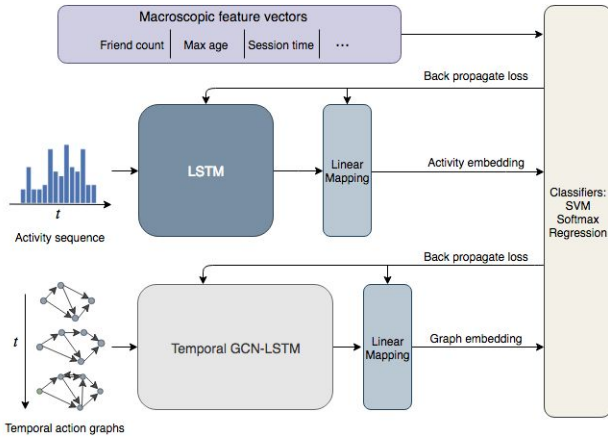 Macroscopic feature vectors
Friend count Max age Session time ...
Back propagate loss
LSTM
Linear
Mapping
Activity embedding
t
Activity sequence
Classifiers:
SVM
Softmax
Regression
Back propagate loss
t
Temporal GCN-LSTM
Linear
Mapping
Graph embedding
Temporal action graphs